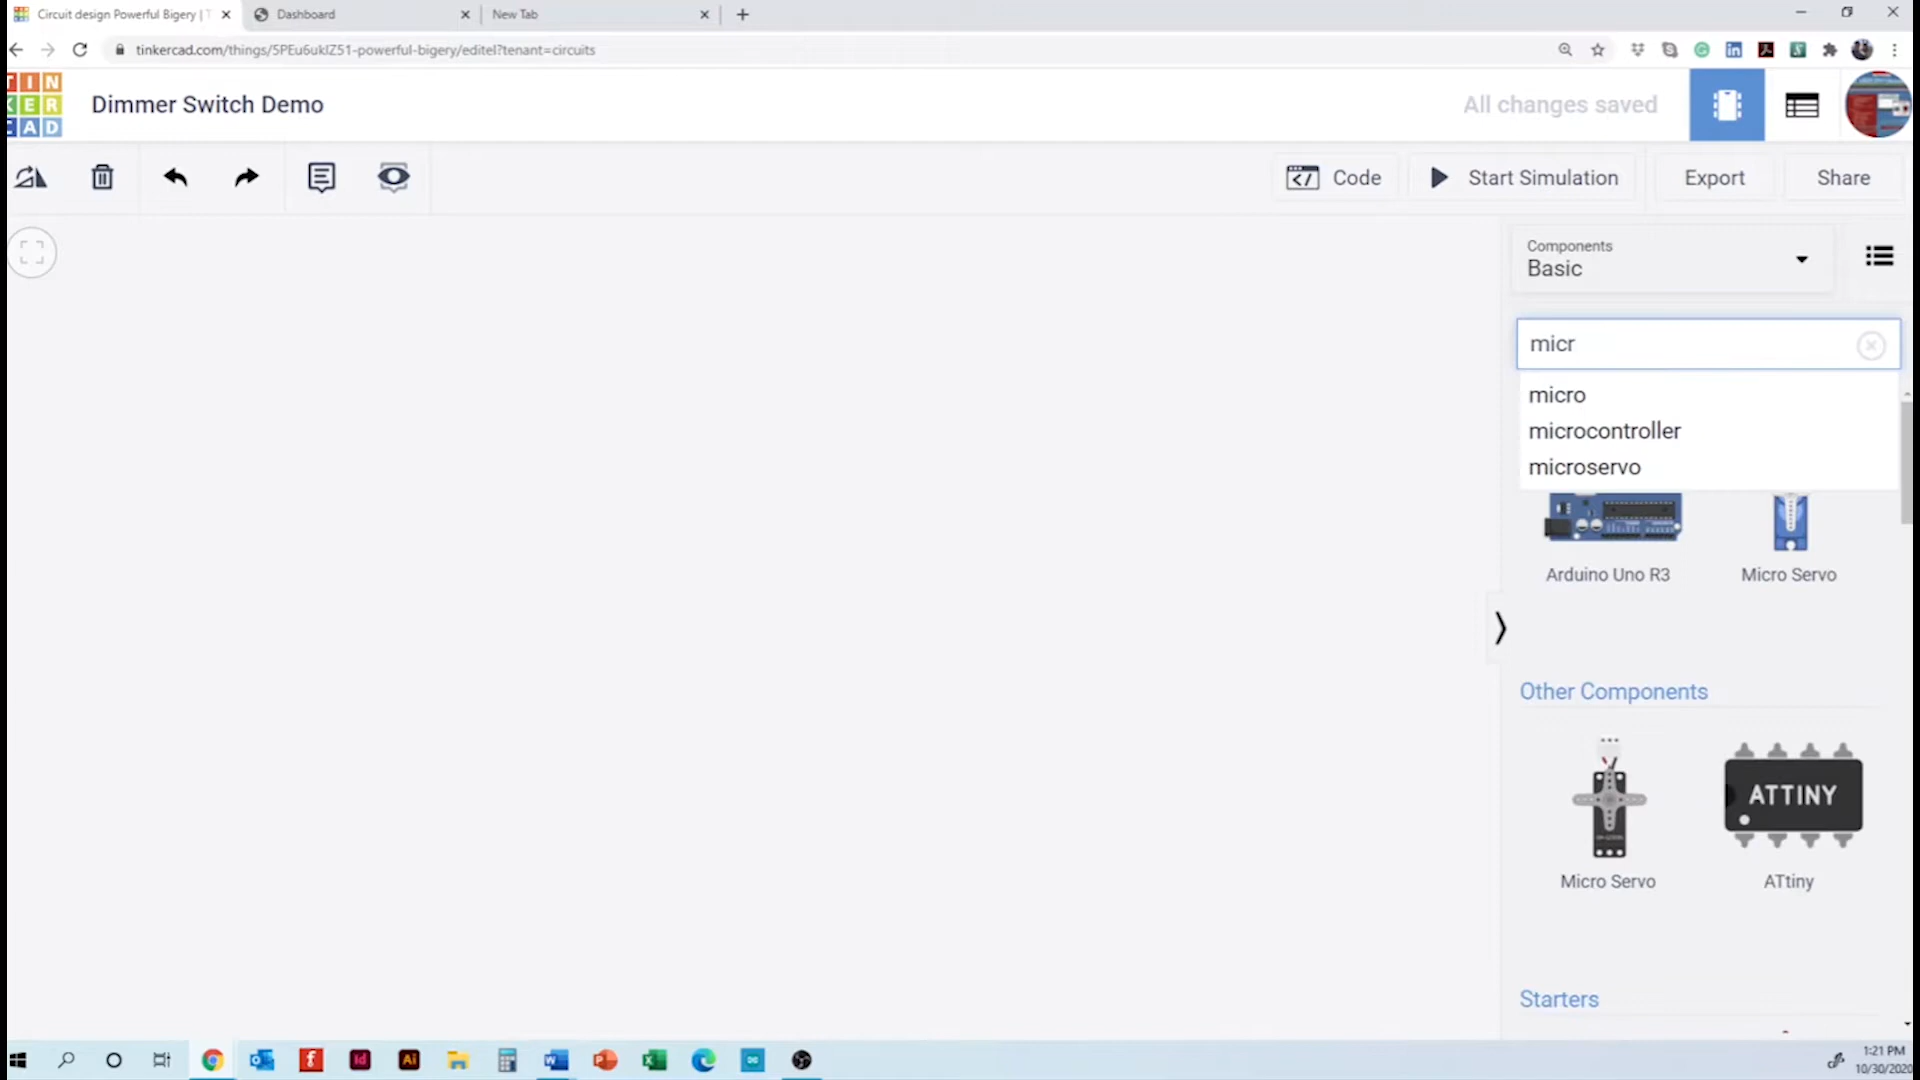 Circuit design Powerful Bigery | T
Dashboard
New Tab
tinkercad.com/things/5PEu6ukIZ51-powerful-bigery/editel?tenant=circuits
TIN
KER
CAD
Dimmer Switch Demo
All changes saved
Code
Start Simulation
Export
Share
Components
Basic
micr
micro
microcontroller
microservo
Arduino Uno R3
Micro Servo
Other Components
ATTINY
Micro Servo
ATtiny
Starters
1:21 PM
10/30/2020